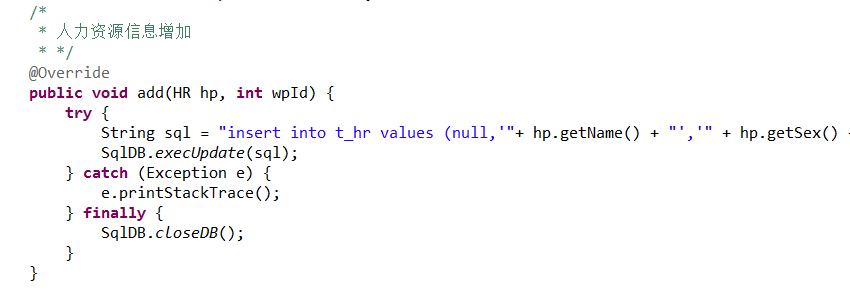 /*
 * 人力资源信息增加
 * */
@Override
public void add(HR hp, int wpId) {
    try {
        String sql = "insert into t_hr values (null,'"+ hp.getName() + "','" + hp.getSex() +
        SqlDB.execUpdate(sql);
    } catch (Exception e) {
        e.printStackTrace();
    } finally {
        SqlDB.closeDB();
    }
}